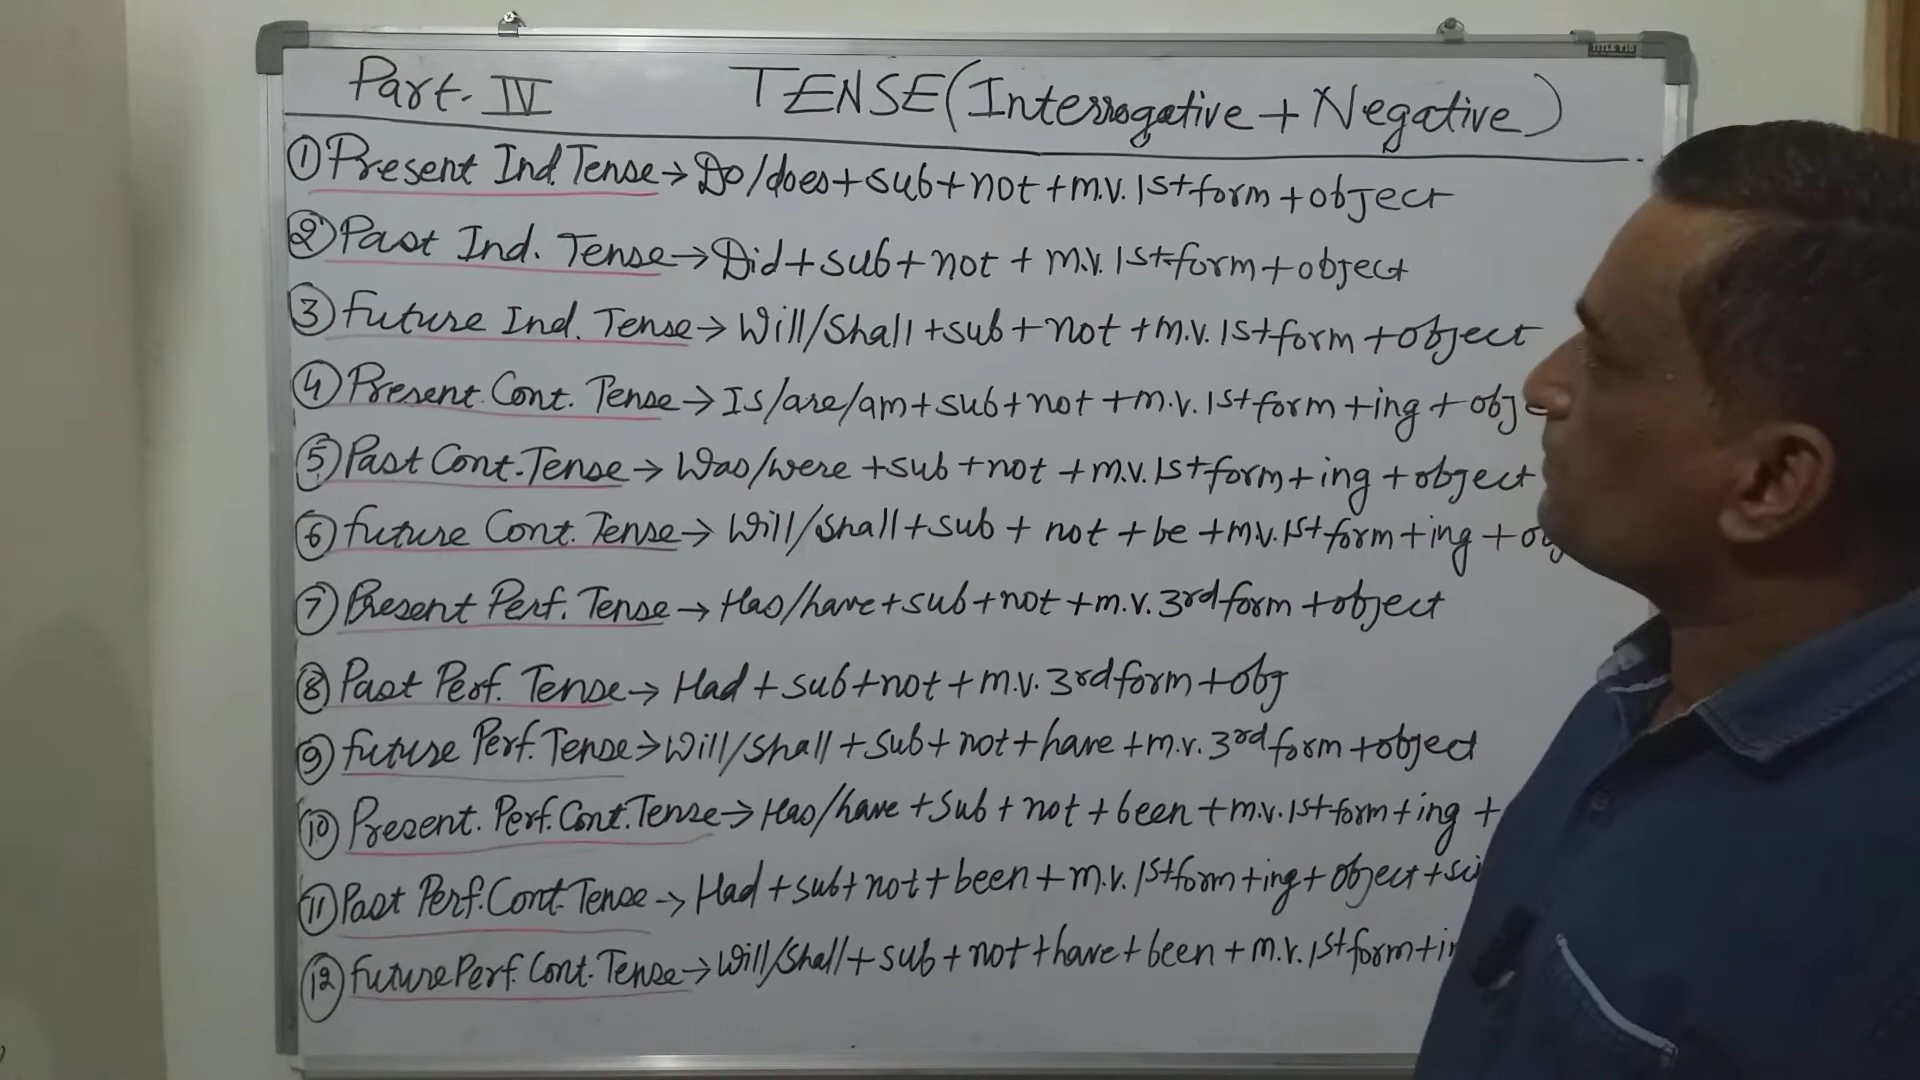 Part. IV TENSE (Interrogative + Negative)
① Present Ind. Tense → Do/does + sub + not + m.v. 1st form + object
② Past Ind. Tense → Did + sub + not + m.v. 1st form + object
③ Future Ind. Tense → Will/Shall + sub + not + m.v. 1st form + object
④ Present Cont. Tense → Is/are/am + sub + not + m.v. 1st form + ing + obje
⑤ Past Cont. Tense → Was/were + sub + not + m.v. 1st form + ing + object
⑥ Future Cont. Tense → Will/Shall + sub + not + be + m.v. 1st form + ing +
⑦ Present Perf. Tense → Has/have + sub + not + m.v. 3rd form + object
⑧ Past Perf. Tense → Had + sub + not + m.v. 3rd form + obj
⑨ Future Perf. Tense → Will/Shall + sub + not + have + m.v. 3rd form + object
⑩ Present. Perf. Cont. Tense → Has/have + sub + not + been + m.v. 1st form + ing +
⑪ Past Perf. Cont. Tense → Had + sub + not + been + m.v. 1st form + ing + object +
⑫ Future Perf. Cont. Tense → Will/Shall + sub + not + have + been + m.v. 1st form +